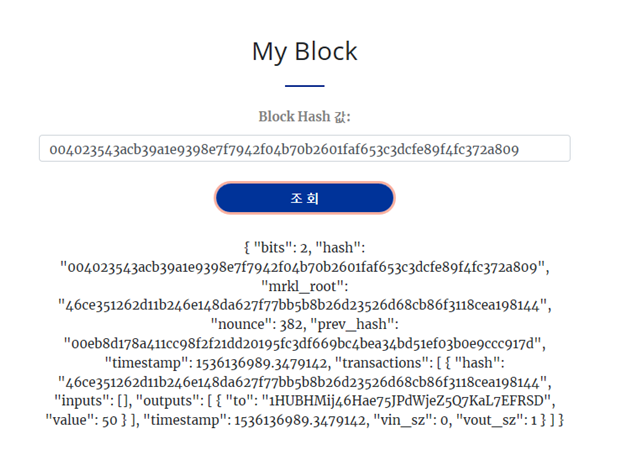 My Block
Block Hash 값:
004023543acb39a1e9398e7f7942f04b70b2601faf653c3dcfe89f4fc372a809
조 회
{ "bits": 2, "hash":
"004023543acb39a1e9398e7f7942f04b70b2601faf653c3dcfe89f4fc372a809",
"mrkl_root":
"46ce351262d11b246e148da627f77bb5b8b26d23526d68cb86f3118cea198144",
"nounce": 382, "prev_hash":
"00eb8d178a411cc98f2f21dd20195fc3df669bc4bea34bd51ef03b0e9ccc917d",
"timestamp": 1536136989.3479142, "transactions": [ { "hash":
"46ce351262d11b246e148da627f77bb5b8b26d23526d68cb86f3118cea198144",
"inputs": [], "outputs": [ { "to": "1HUBHMij46Hae75JPdWjeZ5Q7KaL7EFRSD",
"value": 50 } ], "timestamp": 1536136989.3479142, "vin_sz": 0, "vout_sz": 1 } ] }